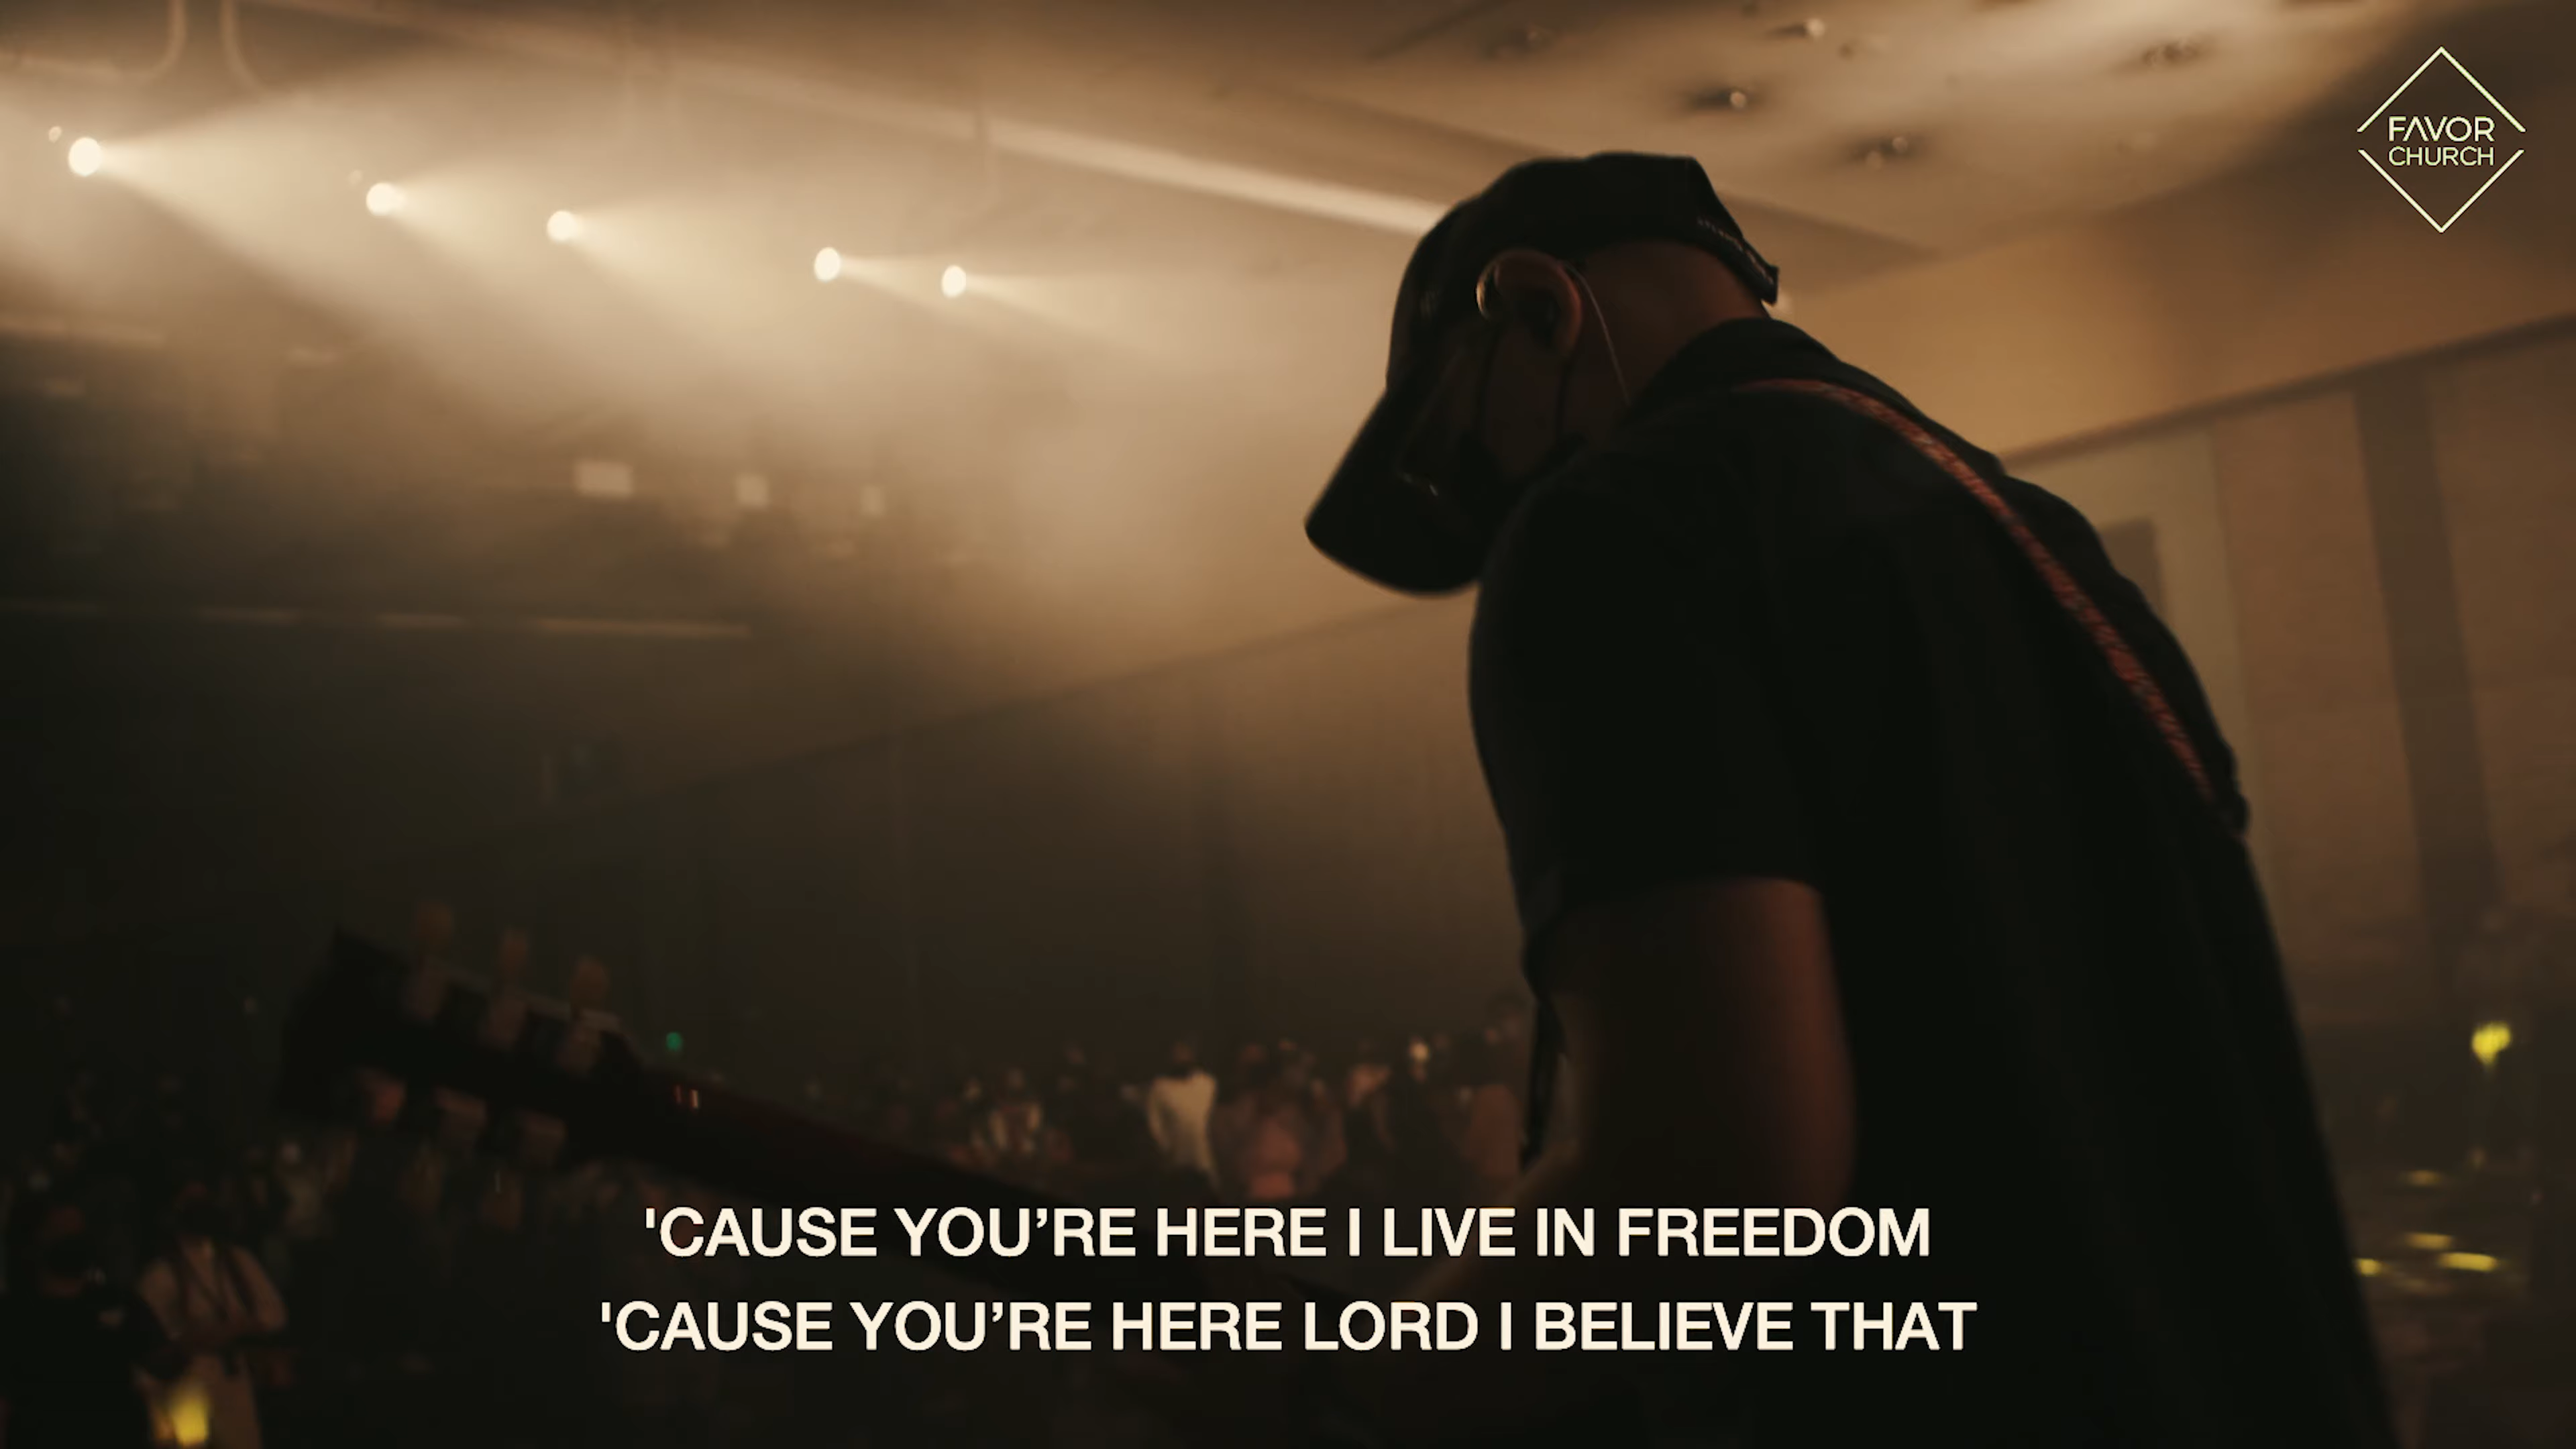 FAVOR
CHURCH
'CAUSE YOU’RE HERE I LIVE IN FREEDOM
'CAUSE YOU’RE HERE LORD I BELIEVE THAT